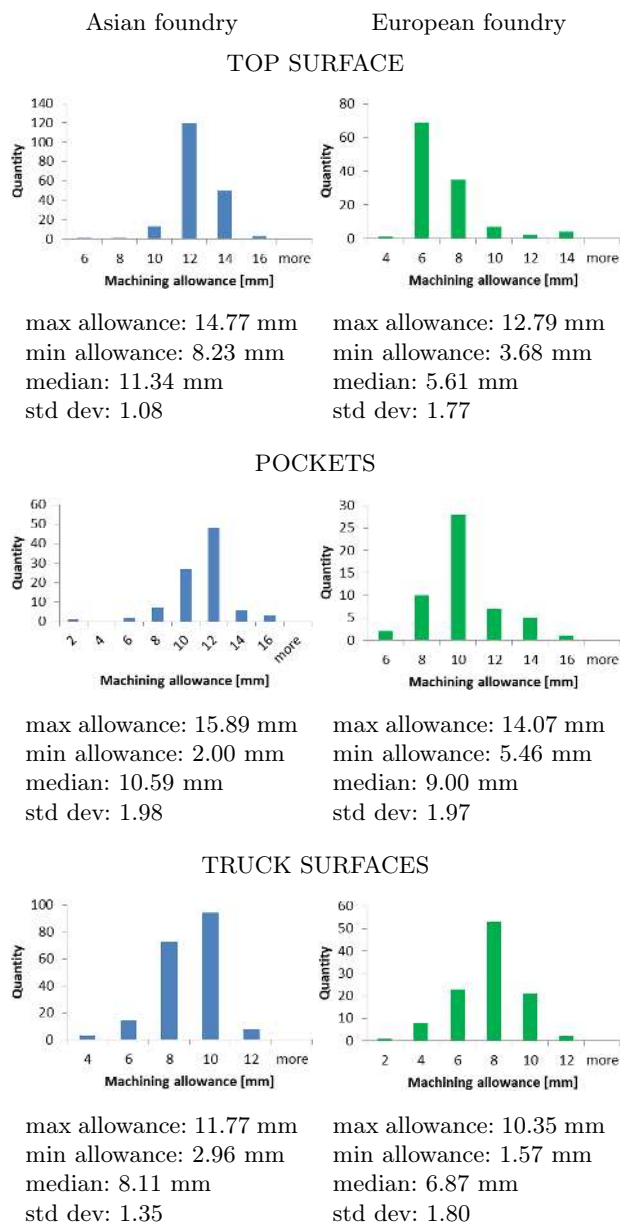 Asian foundry European foundry
TOP SURFACE
140
120
100
80
60
40
20
0
Quantity
6 8 10 12 14 16 more
Machining allowance [mm]
80
60
40
20
0
Quantity
4 6 8 10 12 14 more
Machining allowance [mm]
max allowance: 14.77 mm
min allowance: 8.23 mm
median: 11.34 mm
std dev: 1.08
max allowance: 12.79 mm
min allowance: 3.68 mm
median: 5.61 mm
std dev: 1.77
POCKETS
60
50
40
30
20
10
0
Quantity
2 4 6 8 10 12 14 16 more
Machining allowance [mm]
30
25
20
15
10
5
0
Quantity
6 8 10 12 14 16 more
Machining allowance [mm]
max allowance: 15.89 mm
min allowance: 2.00 mm
median: 10.59 mm
std dev: 1.98
max allowance: 14.07 mm
min allowance: 5.46 mm
median: 9.00 mm
std dev: 1.97
TRUCK SURFACES
100
80
60
40
20
0
Quantity
4 6 8 10 12 more
Machining allowance [mm]
60
50
40
30
20
10
0
Quantity
2 4 6 8 10 12 more
Machining allowance [mm]
max allowance: 11.77 mm
min allowance: 2.96 mm
median: 8.11 mm
std dev: 1.35
max allowance: 10.35 mm
min allowance: 1.57 mm
median: 6.87 mm
std dev: 1.80